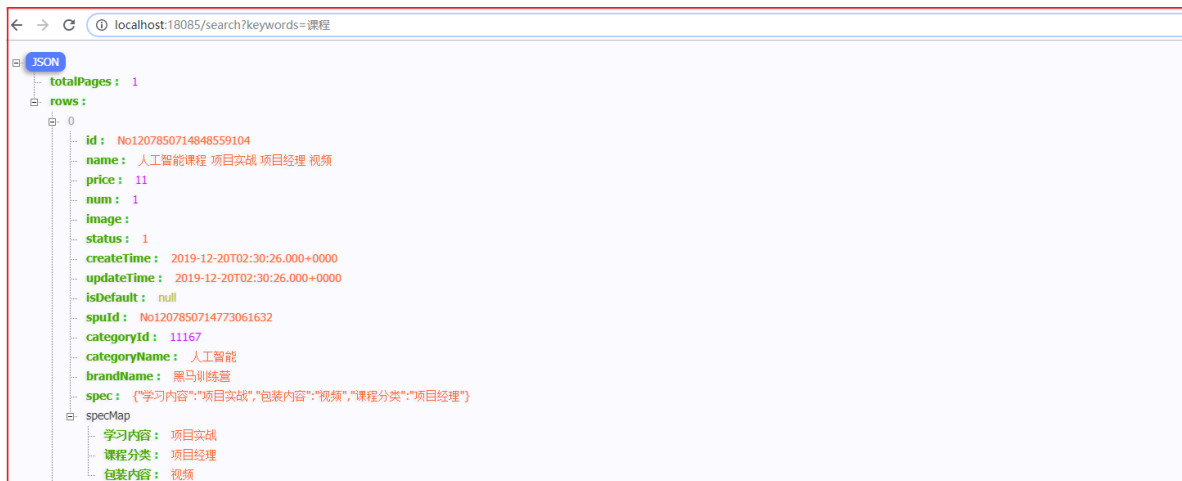 localhost:18085/search?keywords=课程
JSON
totalPages : 1
rows :
0
id : No1207850714848559104
name : 人工智能课程 项目实战 项目经理 视频
price : 11
num : 1
image :
status : 1
createTime : 2019-12-20T02:30:26.000+0000
updateTime : 2019-12-20T02:30:26.000+0000
isDefault : null
spuId : No1207850714773061632
categoryId : 11167
categoryName : 人工智能
brandName : 黑马训练营
spec : {"学习内容":"项目实战","包装内容":"视频","课程分类":"项目经理"}
specMap
学习内容 : 项目实战
课程分类 : 项目经理
包装内容 : 视频